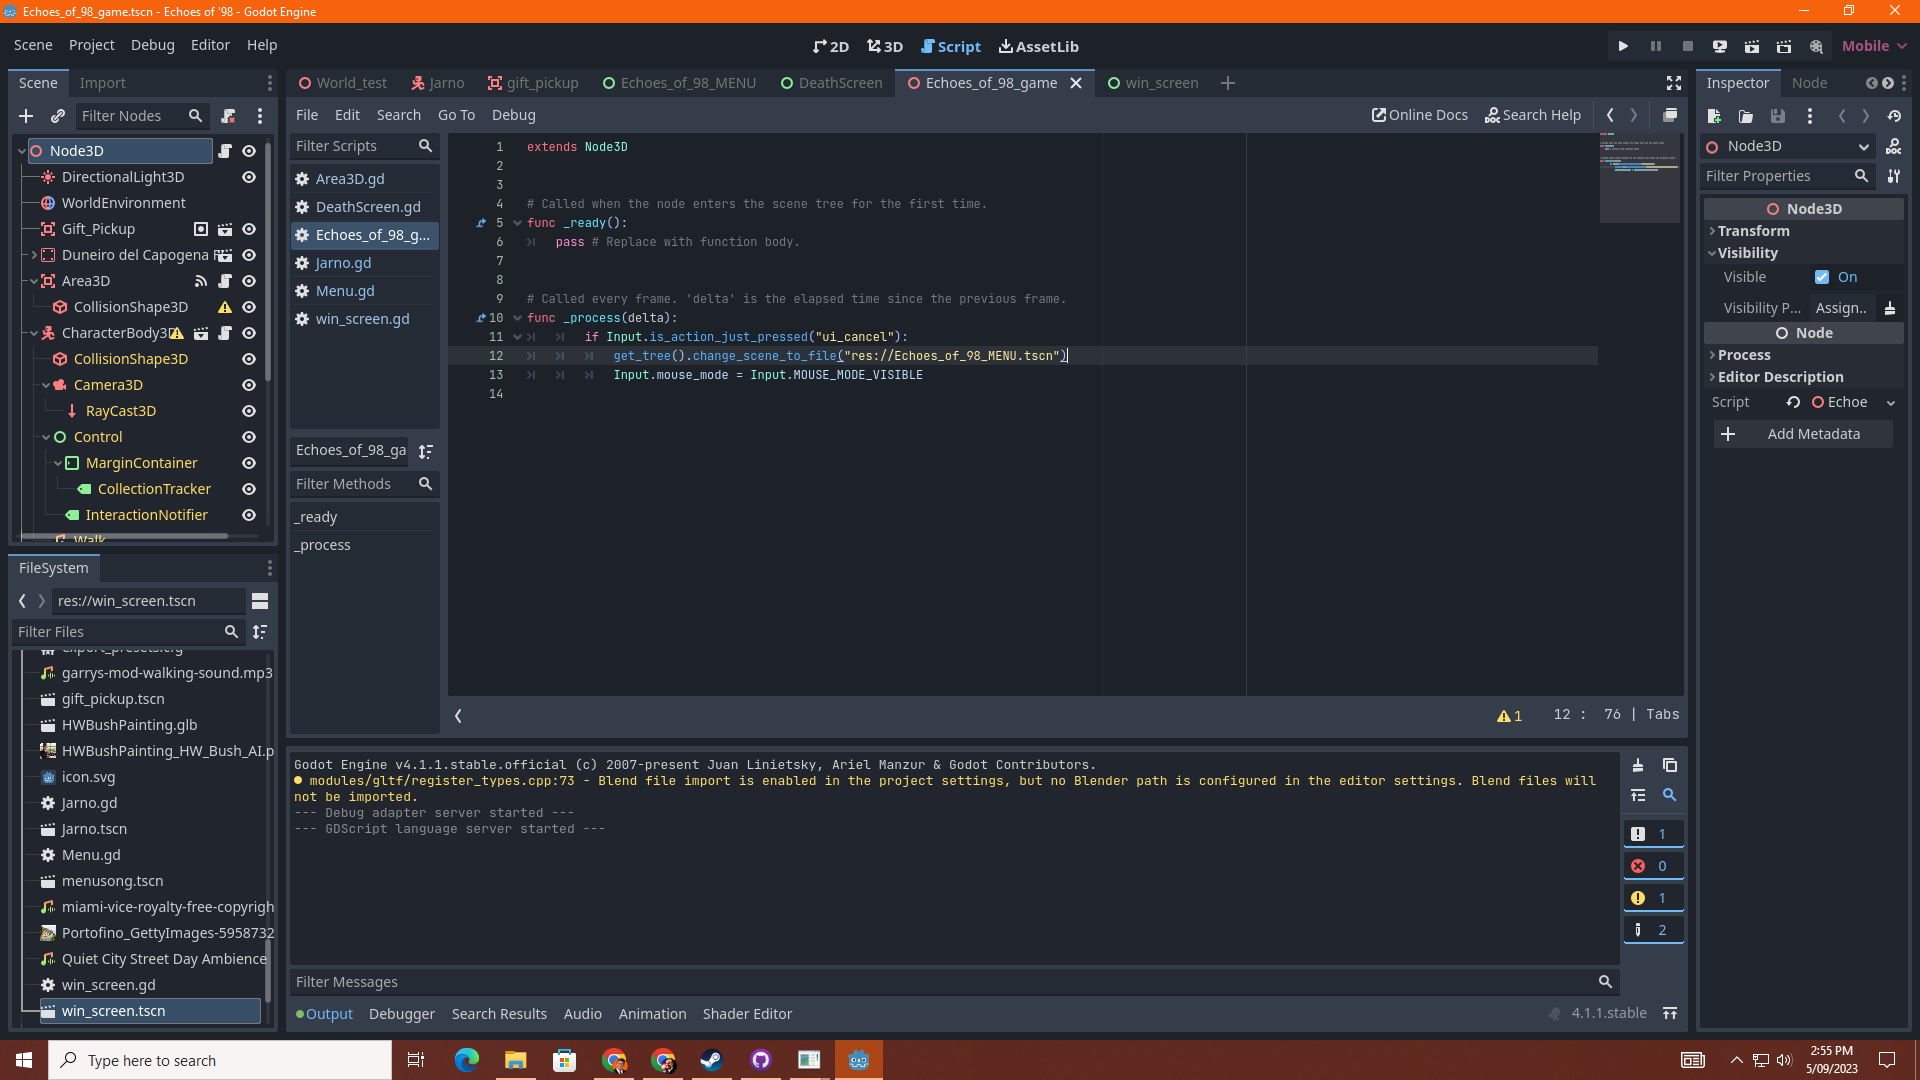 Echoes_of_98_game.tscn - Echoes of '98 - Godot Engine
Scene Project Debug Editor Help
2D 3D Script AssetLib
Mobile
Scene Import
Filter Nodes
Node3D
DirectionalLight3D
WorldEnvironment
Gift_Pickup
Duneiro del Capogena
Area3D
CollisionShape3D
CharacterBody3D
CollisionShape3D
Camera3D
RayCast3D
Control
MarginContainer
CollectionTracker
InteractionNotifier
Walk
FileSystem
res://win_screen.tscn
Filter Files
export_presets.cfg
garrys-mod-walking-sound.mp3
gift_pickup.tscn
HWBushPainting.glb
HWBushPainting_HW_Bush_AI.p
icon.svg
Jarno.gd
Jarno.tscn
Menu.gd
menusong.tscn
miami-vice-royalty-free-copyrigh
Portofino_GettyImages-5958732
Quiet City Street Day Ambience
win_screen.gd
win_screen.tscn
World_test Jarno gift_pickup Echoes_of_98_MENU DeathScreen Echoes_of_98_game win_screen
File Edit Search Go To Debug
Online Docs Search Help
Filter Scripts
Area3D.gd
DeathScreen.gd
Echoes_of_98_g...
Jarno.gd
Menu.gd
win_screen.gd
Echoes_of_98_ga
Filter Methods
_ready
_process
1 extends Node3D
2
3
4 # Called when the node enters the scene tree for the first time.
5 func _ready():
6 pass # Replace with function body.
7
8
9 # Called every frame. 'delta' is the elapsed time since the previous frame.
10 func _process(delta):
11 if Input.is_action_just_pressed("ui_cancel"):
12 get_tree().change_scene_to_file("res://Echoes_of_98_MENU.tscn")
13 Input.mouse_mode = Input.MOUSE_MODE_VISIBLE
14
1 12 : 76 | Tabs
Godot Engine v4.1.1.stable.official (c) 2007-present Juan Linietsky, Ariel Manzur & Godot Contributors.
modules/gltf/register_types.cpp:73 - Blend file import is enabled in the project settings, but no Blender path is configured in the editor settings. Blend files will
not be imported.
--- Debug adapter server started ---
--- GDScript language server started ---
1
0
1
2
Filter Messages
Output Debugger Search Results Audio Animation Shader Editor
4.1.1.stable
Inspector Node
Node3D
Filter Properties
Node3D
Transform
Visibility
Visible On
Visibility P... Assign..
Node
Process
Editor Description
Script Echoe
Add Metadata
Type here to search
2:55 PM
5/09/2023